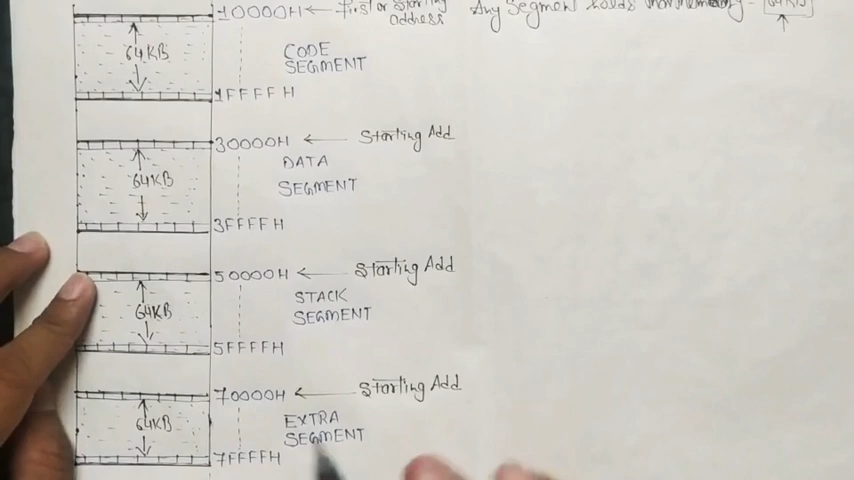 10000H ← First or Starting
address
Any Segment holds
64KB
64KB
CODE
SEGMENT
1FFFFH
30000H ← Starting Add
DATA
64KB
SEGMENT
3FFFFH
50000H ← Starting Add
STACK
64KB
SEGMENT
5FFFFH
70000H ← Starting Add
EXTRA
64KB
SEGMENT
7FFFFH